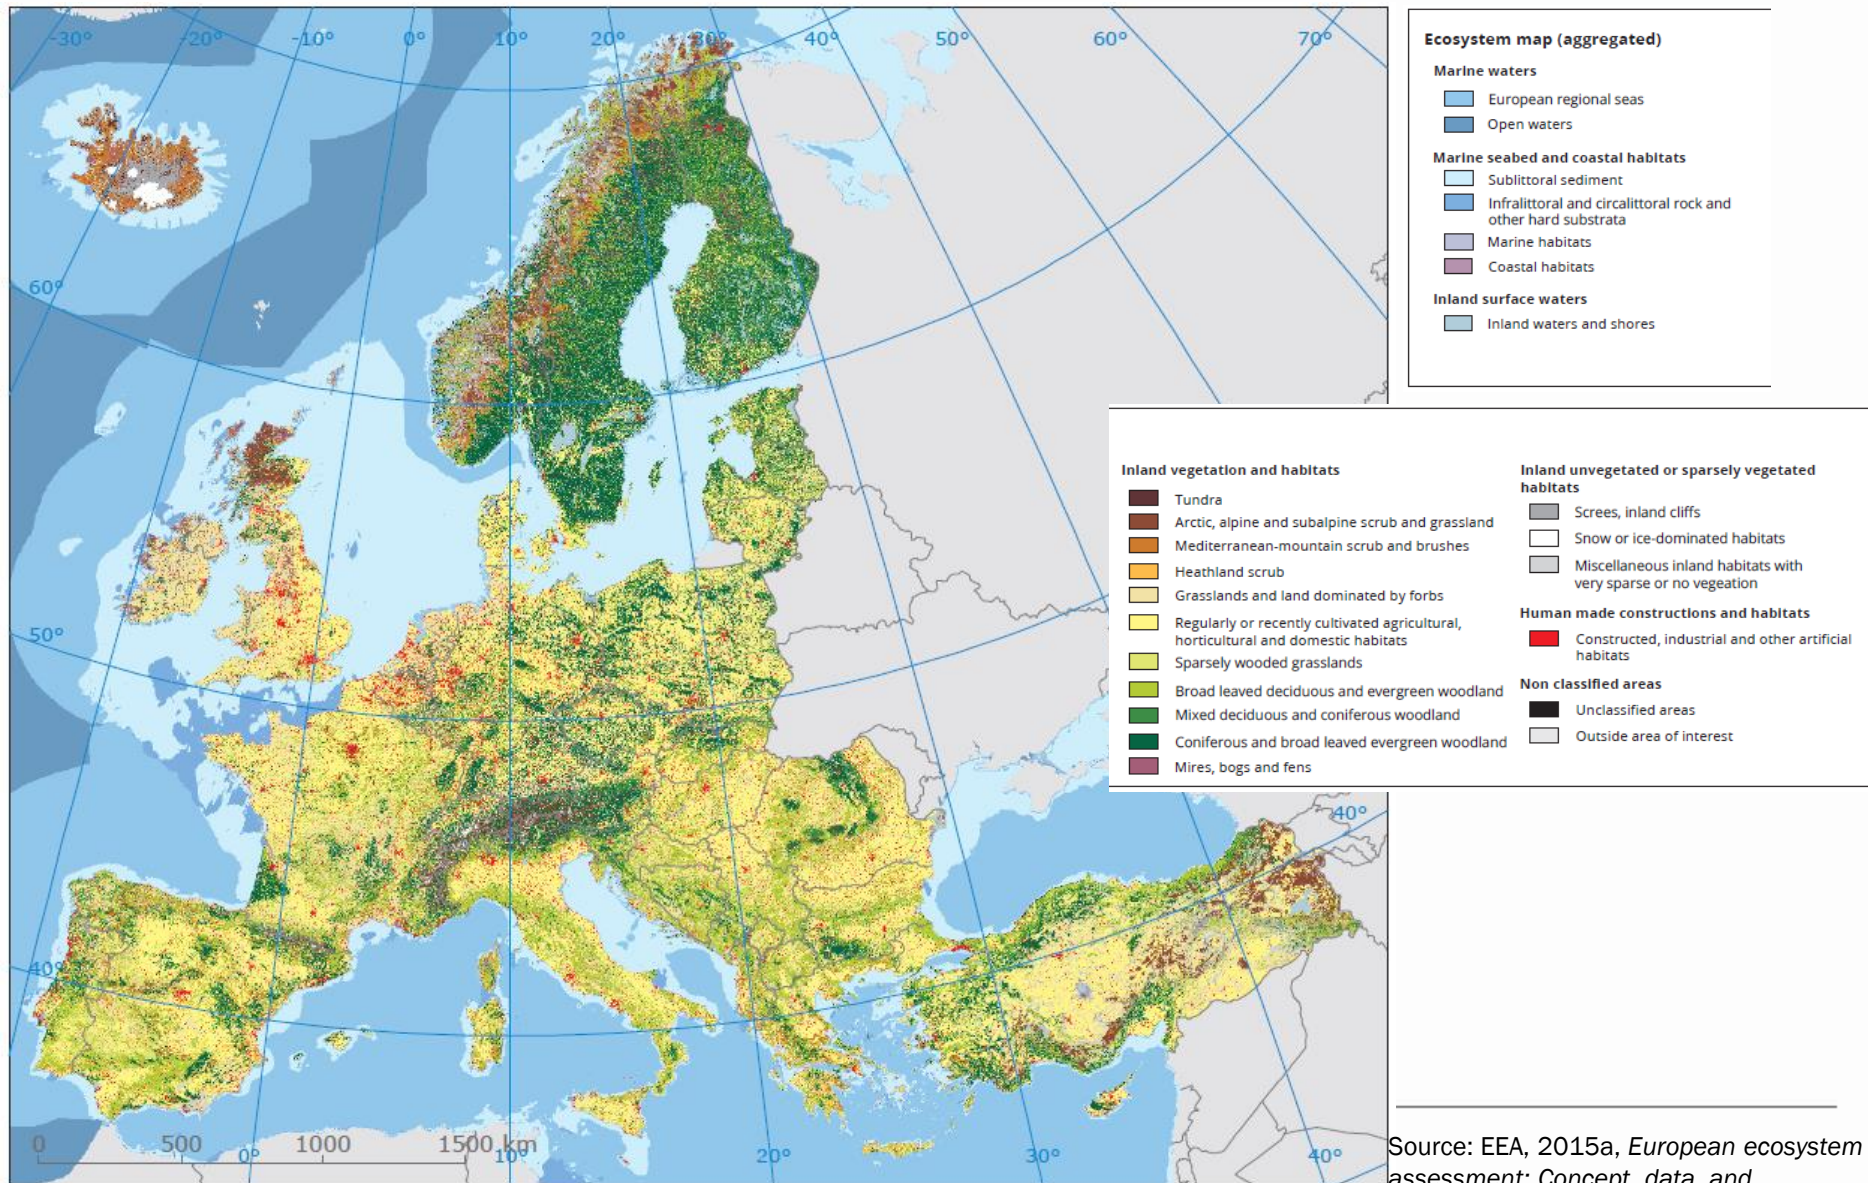 -30°
-20°
-10°
0°
10°
20°
30°
40°
50°
60°
70°
60°
50°
40°
40°
0
500
1000
1500 km
0°
10°
20°
30°
40°
Ecosystem map (aggregated)
Marine waters
European regional seas
Open waters
Marine seabed and coastal habitats
Sublittoral sediment
Infralittoral and circalittoral rock and
other hard substrata
Marine habitats
Coastal habitats
Inland surface waters
Inland waters and shores
Inland vegetation and habitats
Tundra
Arctic, alpine and subalpine scrub and grassland
Mediterranean-mountain scrub and brushes
Heathland scrub
Grasslands and land dominated by forbs
Regularly or recently cultivated agricultural,
horticultural and domestic habitats
Sparsely wooded grasslands
Broad leaved deciduous and evergreen woodland
Mixed deciduous and coniferous woodland
Coniferous and broad leaved evergreen woodland
Mires, bogs and fens
Inland unvegetated or sparsely vegetated
habitats
Screes, inland cliffs
Snow or ice-dominated habitats
Miscellaneous inland habitats with
very sparse or no vegeation
Human made constructions and habitats
Constructed, industrial and other artificial
habitats
Non classified areas
Unclassified areas
Outside area of interest
Source: EEA, 2015a, European ecosystem
assessment: Concept, data, and